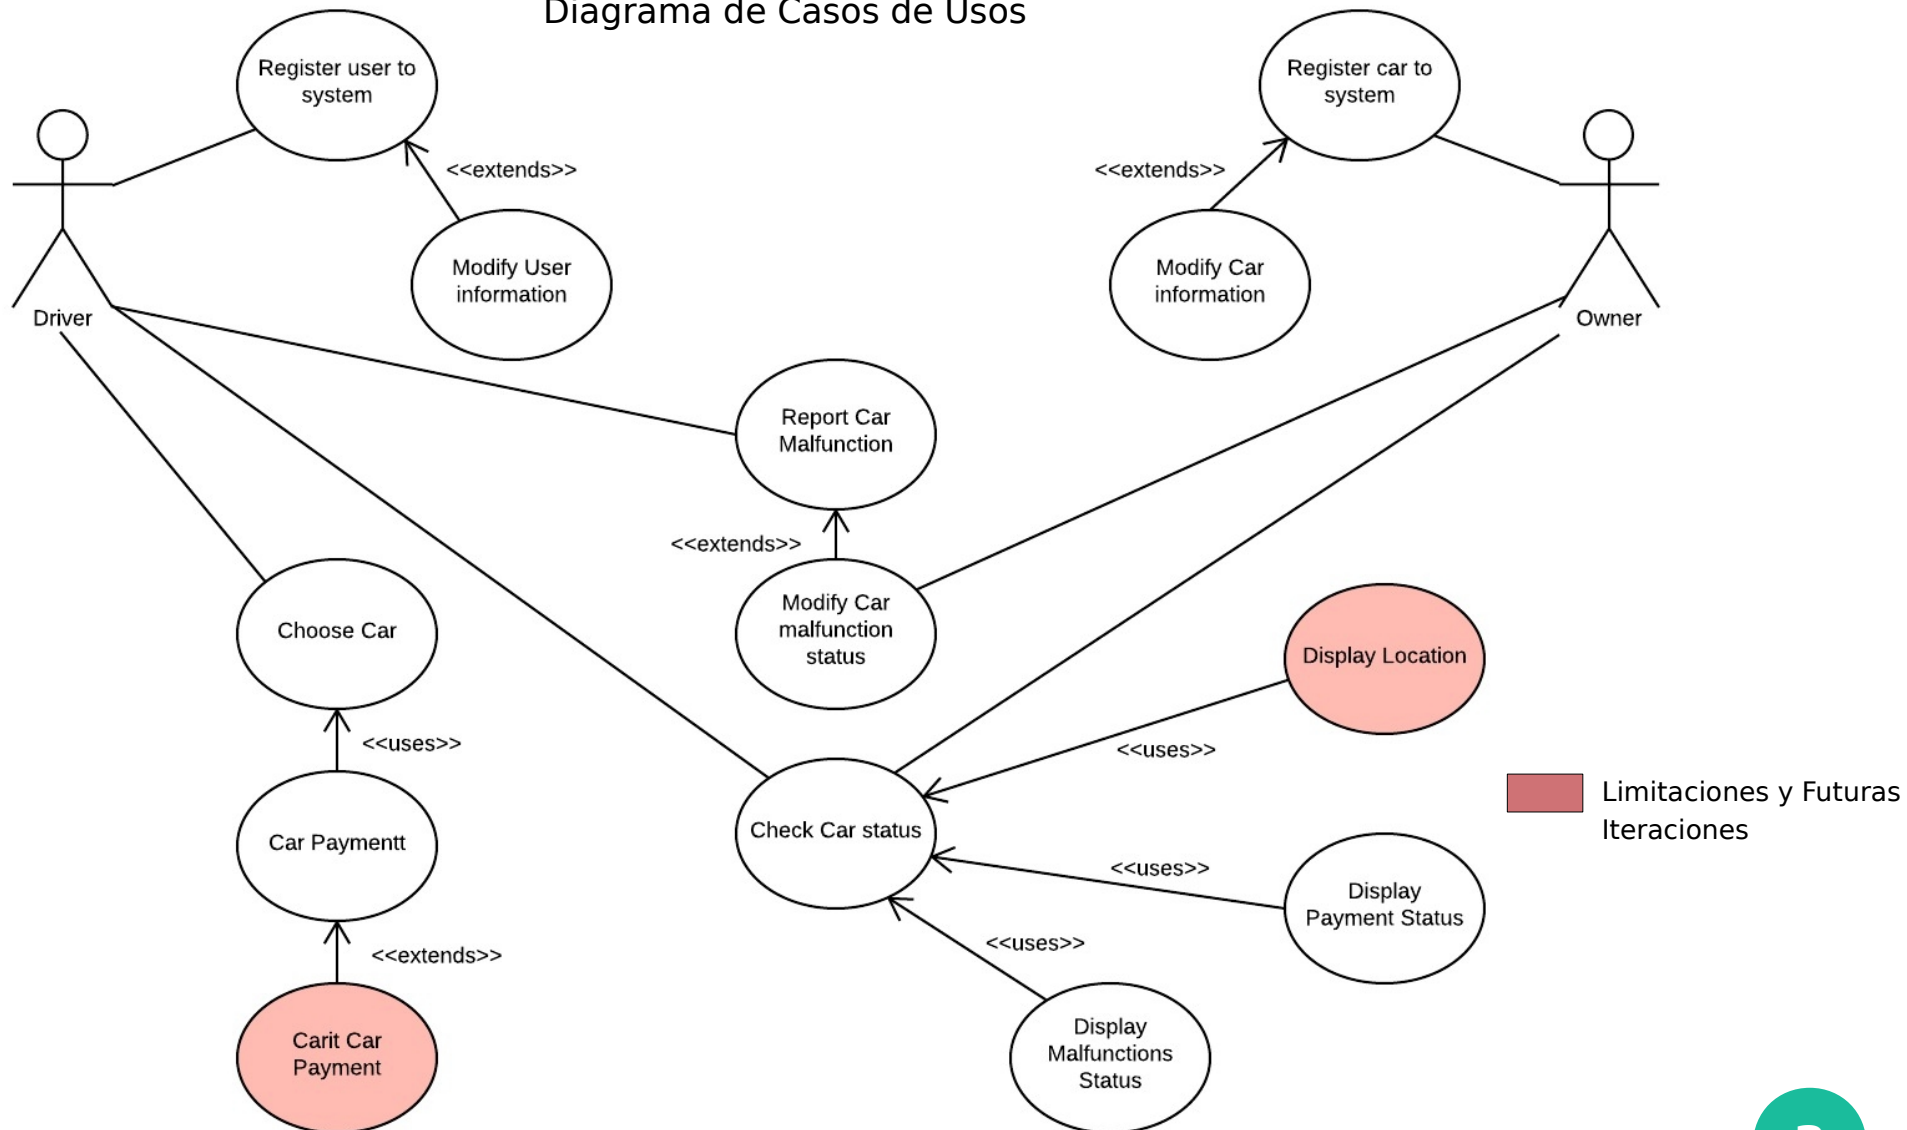 Diagrama de Casos de Usos
Register user to
system
Register car to
system
<<extends>>
<<extends>>
Modify User
information
Modify Car
information
Driver
Owner
Report Car
Malfunction
<<extends>>
Modify Car
malfunction
status
Choose Car
Display Location
<<uses>>
<<uses>>
Limitaciones y Futuras
Iteraciones
Car Paymentt
Check Car status
<<uses>>
Display
Payment Status
<<extends>>
<<uses>>
Carit Car
Payment
Display
Malfunctions
Status